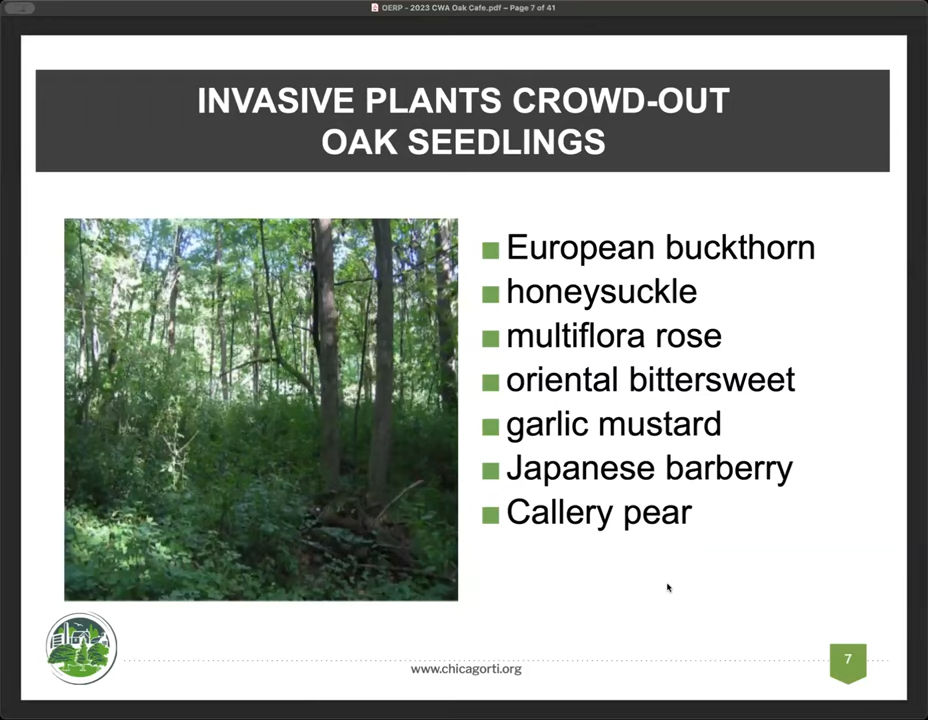 OERP - 2023 CWA Oak Cafe.pdf – Page 7 of 41
INVASIVE PLANTS CROWD-OUT
OAK SEEDLINGS
European buckthorn
honeysuckle
multiflora rose
oriental bittersweet
garlic mustard
Japanese barberry
Callery pear
www.chicagorti.org
7